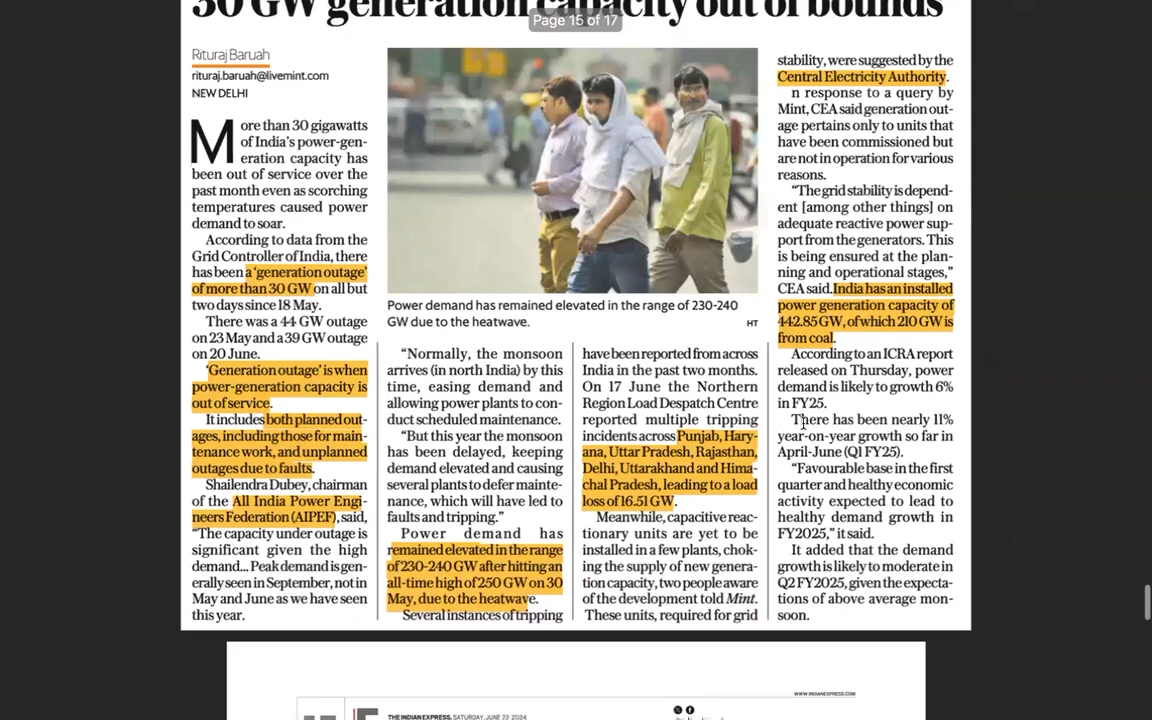 30 GW generation capacity out of bounds
Page 15 of 17
Rituraj Baruah
rituraj.baruah@livemint.com
NEW DELHI
More than 30 gigawatts
of India's power-gen-
eration capacity has
been out of service over the
past month even as scorching
temperatures caused power
demand to soar.
According to data from the
Grid Controller of India, there
has been a 'generation outage'
of more than 30 GW on all but
two days since 18 May.
There was a 44 GW outage
on 23 May and a 39 GW outage
on 20 June.
'Generation outage' is when
power-generation capacity is
out of service.
It includes both planned out-
ages, including those for main-
tenance work, and unplanned
outages due to faults.
Shailendra Dubey, chairman
of the All India Power Engi-
neers Federation (AIPEF), said,
"The capacity under outage is
significant given the high
demand... Peak demand is gen-
erally seen in September, not in
May and June as we have seen
this year.
Power demand has remained elevated in the range of 230-240
GW due to the heatwave.
HT
"Normally, the monsoon
arrives (in north India) by this
time, easing demand and
allowing power plants to con-
duct scheduled maintenance.
"But this year the monsoon
has been delayed, keeping
demand elevated and causing
several plants to defer mainte-
nance, which will have led to
faults and tripping."
Power demand has
remained elevated in the range
of 230-240 GW after hitting an
all-time high of 250 GW on 30
May, due to the heatwave.
Several instances of tripping
have been reported from across
India in the past two months.
On 17 June the Northern
Region Load Despatch Centre
reported multiple tripping
incidents across Punjab, Hary-
ana, Uttar Pradesh, Rajasthan,
Delhi, Uttarakhand and Hima-
chal Pradesh, leading to a load
loss of 16.51 GW.
Meanwhile, capacitive reac-
tionary units are yet to be
installed in a few plants, chok-
ing the supply of new genera-
tion capacity, two people aware
of the development told Mint.
These units, required for grid
stability, were suggested by the
Central Electricity Authority.
n response to a query by
Mint, CEA said generation out-
age pertains only to units that
have been commissioned but
are not in operation for various
reasons.
"The grid stability is depend-
ent [among other things] on
adequate reactive power sup-
port from the generators. This
is being ensured at the plan-
ning and operational stages,"
CEA said. India has an installed
power generation capacity of
442.85 GW, of which 210 GW is
from coal.
According to an ICRA report
released on Thursday, power
demand is likely to growth 6%
in FY25.
There has been nearly 11%
year-on-year growth so far in
April-June (Q1 FY25).
"Favourable base in the first
quarter and healthy economic
activity expected to lead to
healthy demand growth in
FY2025," it said.
It added that the demand
growth is likely to moderate in
Q2 FY2025, given the expecta-
tions of above average mon-
soon.
WWW.INDIANEXPRESS.COM
THE INDIAN EXPRESS, SATURDAY, JUNE 22, 2024